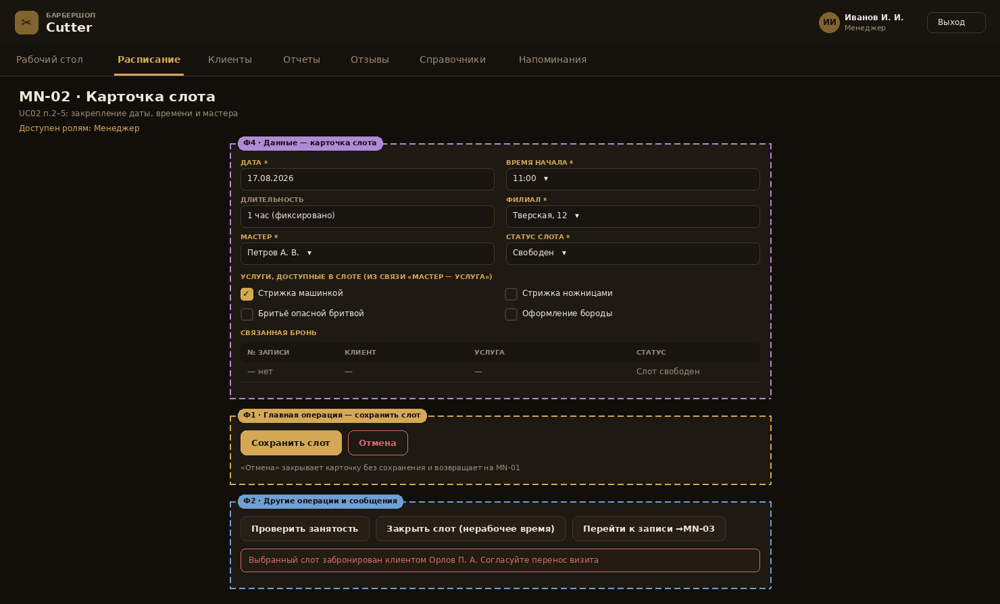 БАРБЕРШОП
Cutter
ИИ
Иванов И. И.
Менеджер
Выход
Рабочий стол
Расписание
Клиенты
Отчеты
Отзывы
Справочники
Напоминания
MN-02 · Карточка слота
UC02 п.2–5: закрепление даты, времени и мастера
Доступен ролям: Менеджер
Ф4 · Данные — карточка слота
ДАТА *
ВРЕМЯ НАЧАЛА *
17.08.2026
11:00 ▾
ДЛИТЕЛЬНОСТЬ
ФИЛИАЛ *
1 час (фиксировано)
Тверская, 12 ▾
МАСТЕР *
СТАТУС СЛОТА *
Петров А. В. ▾
Свободен ▾
УСЛУГИ, ДОСТУПНЫЕ В СЛОТЕ (ИЗ СВЯЗИ «МАСТЕР — УСЛУГА»)
✓ Стрижка машинкой
Стрижка ножницами
Бритьё опасной бритвой
Оформление бороды
СВЯЗАННАЯ БРОНЬ
№ ЗАПИСИ КЛИЕНТ УСЛУГА СТАТУС
— нет — — Слот свободен
Ф1 · Главная операция — сохранить слот
Сохранить слот
Отмена
«Отмена» закрывает карточку без сохранения и возвращает на MN-01
Ф2 · Другие операции и сообщения
Проверить занятость
Закрыть слот (нерабочее время)
Перейти к записи →MN-03
Выбранный слот забронирован клиентом Орлов П. А. Согласуйте перенос визита